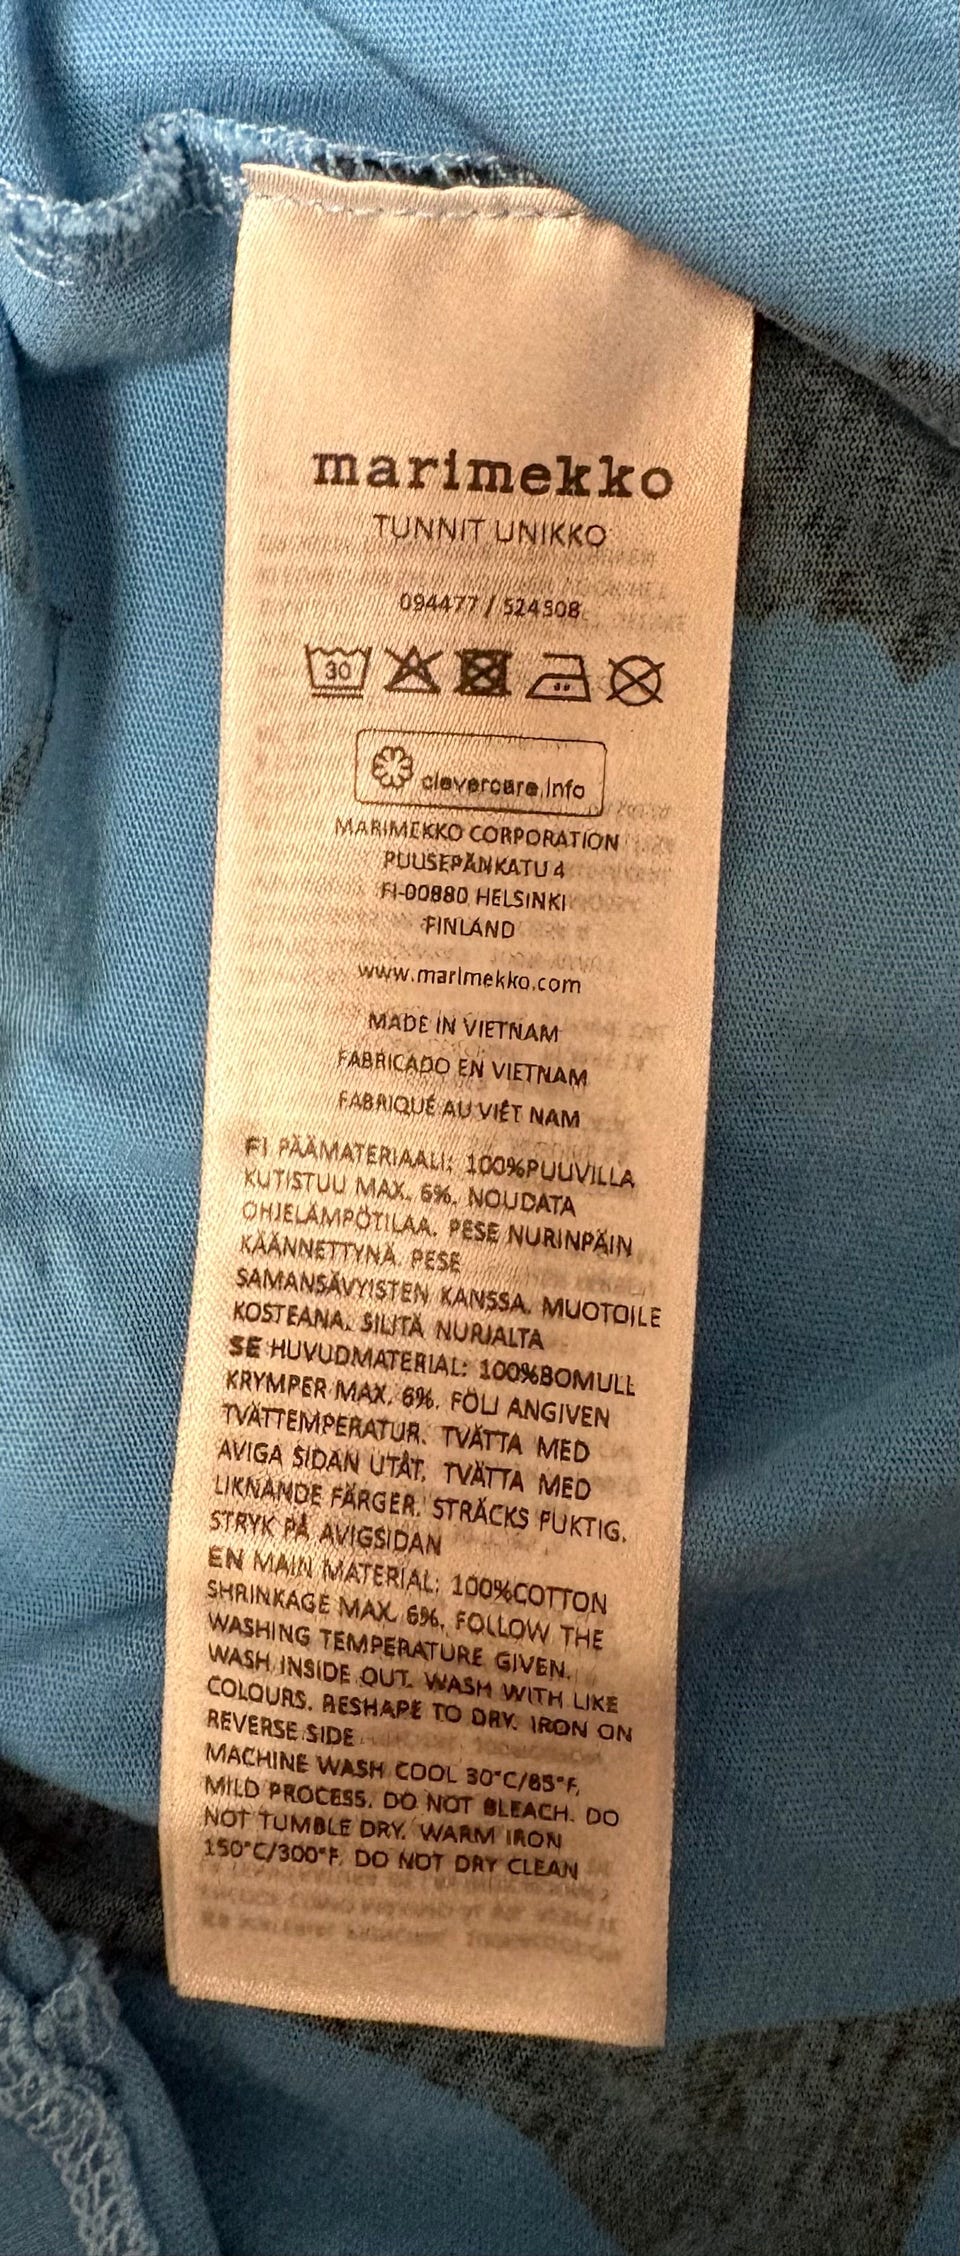 marimekko
TUNNIT UNIKKO
094477 / 524508
30
clevercare.info
MARIMEKKO CORPORATION
PUUSEPÄNKATU 4
FI-00880 HELSINKI
FINLAND
www.marimekko.com
MADE IN VIETNAM
FABRICADO EN VIETNAM
FABRIQUÉ AU VIÊT NAM
FI PÄÄMATERIAALI: 100%PUUVILLA
KUTISTUU MAX. 6%. NOUDATA
OHJELÄMPÖTILAA. PESE NURINPÄIN
KÄÄNNETTYNÄ. PESE
SAMANSÄVYISTEN KANSSA. MUOTOILE
KOSTEANA. SILITÄ NURJALTA
SE HUVUDMATERIAL: 100%BOMULL
KRYMPER MAX. 6%. FÖLJ ANGIVEN
TVÄTTEMPERATUR. TVÄTTA MED
AVIGA SIDAN UTÅT. TVÄTTA MED
LIKNANDE FÄRGER. STRÄCKS FUKTIG.
STRYK PÅ AVIGSIDAN
EN MAIN MATERIAL: 100%COTTON
SHRINKAGE MAX. 6%. FOLLOW THE
WASHING TEMPERATURE GIVEN.
WASH INSIDE OUT. WASH WITH LIKE
COLOURS. RESHAPE TO DRY. IRON ON
REVERSE SIDE
MACHINE WASH COOL 30°C/85°F,
MILD PROCESS. DO NOT BLEACH. DO
NOT TUMBLE DRY. WARM IRON
150°C/300°F. DO NOT DRY CLEAN